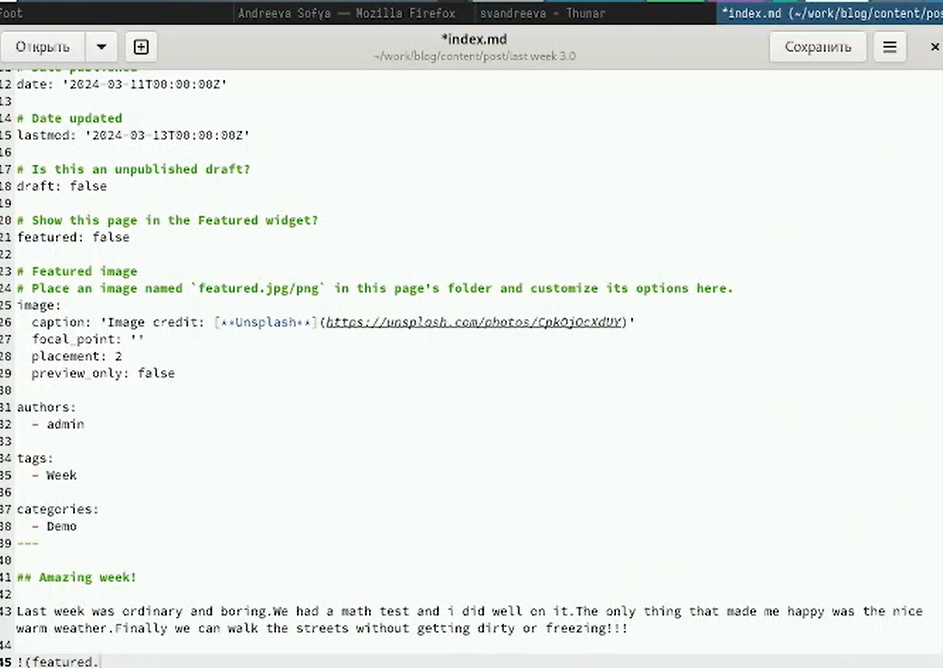 Foot
Andreeva Sofya — Mozilla Firefox
svandreeva - Thunar
*index.md (~/work/blog/content/pos
Открыть
*index.md
~/work/blog/content/post/last week 3.0
Сохранить
11 # Date published
12 date: '2024-03-11T00:00:00Z'
13
14 # Date updated
15 lastmod: '2024-03-13T00:00:00Z'
16
17 # Is this an unpublished draft?
18 draft: false
19
20 # Show this page in the Featured widget?
21 featured: false
22
23 # Featured image
24 # Place an image named `featured.jpg/png` in this page's folder and customize its options here.
25 image:
26   caption: 'Image credit: [**Unsplash**](https://unsplash.com/photos/CpkOjOcXdUY)'
27   focal_point: ''
28   placement: 2
29   preview_only: false
30
31 authors:
32   - admin
33
34 tags:
35   - Week
36
37 categories:
38   - Demo
39 ---
40
41 ## Amazing week!
42
43 Last week was ordinary and boring.We had a math test and i did well on it.The only thing that made me happy was the nice
warm weather.Finally we can walk the streets without getting dirty or freezing!!!
44
45 !(featured.